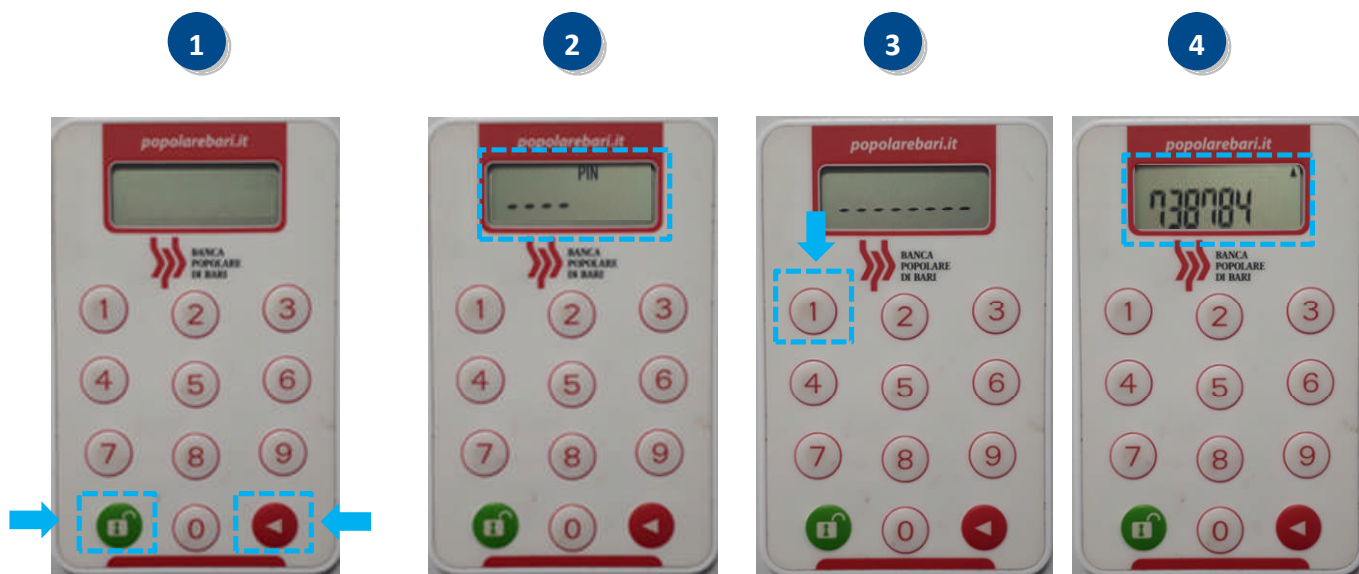 1
2
3
4
popolarebari.it
BANCA
POPOLARE
DI BARI
1 2 3
4 5 6
7 8 9
0
popolarebari.it
PIN
----
BANCA
POPOLARE
DI BARI
1 2 3
4 5 6
7 8 9
0
popolarebari.it
--------
BANCA
POPOLARE
DI BARI
1 2 3
4 5 6
7 8 9
0
popolarebari.it
738784
BANCA
POPOLARE
DI BARI
1 2 3
4 5 6
7 8 9
0